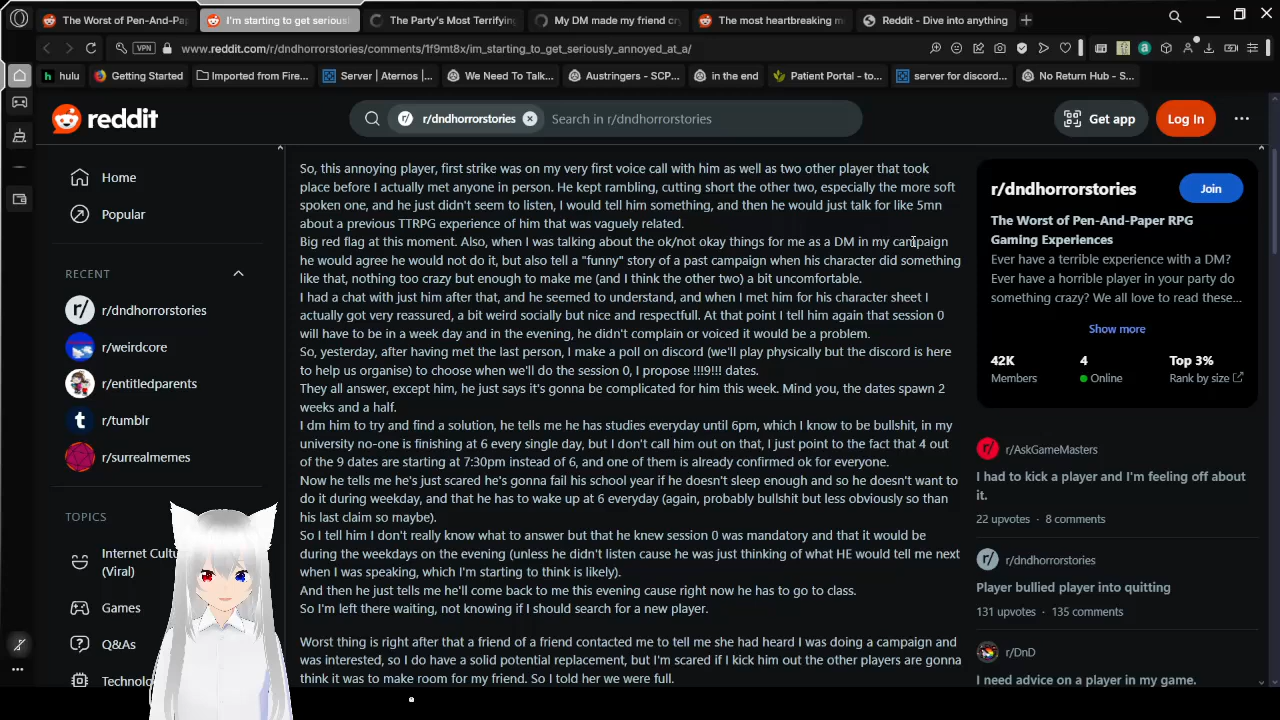 The Worst of Pen-And-Pa
I'm starting to get seriousl
The Party's Most Terrifying
My DM made my friend cr
The most heartbreaking m
Reddit - Dive into anything
VPN
www.reddit.com/r/dndhorrorstories/comments/1f9mt8x/im_starting_to_get_seriously_annoyed_at_a/
hulu
Getting Started
Imported from Fire...
Server | Aternos |...
We Need To Talk...
Austringers - SCP...
in the end
Patient Portal - to...
server for discord...
No Return Hub - S...
reddit
r/dndhorrorstories
Search in r/dndhorrorstories
Get app
Log In
Home
Popular
RECENT
r/dndhorrorstories
r/weirdcore
r/entitledparents
r/tumblr
r/surrealmemes
TOPICS
Internet Cultu
(Viral)
Games
Q&As
Technolo
So, this annoying player, first strike was on my very first voice call with him as well as two other player that took
place before I actually met anyone in person. He kept rambling, cutting short the other two, especially the more soft
spoken one, and he just didn't seem to listen, I would tell him something, and then he would just talk for like 5mn
about a previous TTRPG experience of him that was vaguely related.
Big red flag at this moment. Also, when I was talking about the ok/not okay things for me as a DM in my campaign
he would agree he would not do it, but also tell a "funny" story of a past campaign when his character did something
like that, nothing too crazy but enough to make me (and I think the other two) a bit uncomfortable.
I had a chat with just him after that, and he seemed to understand, and when I met him for his character sheet I
actually got very reassured, a bit weird socially but nice and respectful. At that point I tell him again that session 0
will have to be in a week day and in the evening, he didn't complain or voiced it would be a problem.
So, yesterday, after having met the last person, I make a poll on discord (we'll play physically but the discord is here
to help us organise) to choose when we'll do the session 0, I propose !!!9!!! dates.
They all answer, except him, he just says it's gonna be complicated for him this week. Mind you, the dates spawn 2
weeks and a half.
I dm him to try and find a solution, he tells me he has studies everyday until 6pm, which I know to be bullshit, in my
university no-one is finishing at 6 every single day, but I don't call him out on that, I just point to the fact that 4 out
of the 9 dates are starting at 7:30pm instead of 6, and one of them is already confirmed ok for everyone.
Now he tells me he's just scared he's gonna fail his school year if he doesn't sleep enough and so he doesn't want to
do it during weekday, and that he has to wake up at 6 everyday (again, probably bullshit but less obviously so than
his last claim so maybe).
So I tell him I don't really know what to answer but that he knew session 0 was mandatory and that it would be
during the weekdays on the evening (unless he didn't listen cause he was just thinking of what HE would tell me next
when I was speaking, which I'm starting to think is likely).
And then he just tells me he'll come back to me this evening cause right now he has to go to class.
So I'm left there waiting, not knowing if I should search for a new player.
Worst thing is right after that a friend of a friend contacted me to tell me she had heard I was doing a campaign and
was interested, so I do have a solid potential replacement, but I'm scared if I kick him out the other players are gonna
think it was to make room for my friend. So I told her we were full.
r/dndhorrorstories
Join
The Worst of Pen-And-Paper RPG
Gaming Experiences
Ever have a terrible experience with a DM?
Ever have a horrible player in your party do
something crazy? We all love to read these...
Show more
42K
Members
4
Online
Top 3%
Rank by size
r/AskGameMasters
I had to kick a player and I'm feeling off about
it.
22 upvotes · 8 comments
r/dndhorrorstories
Player bullied player into quitting
131 upvotes · 135 comments
r/DnD
I need advice on a player in my game.